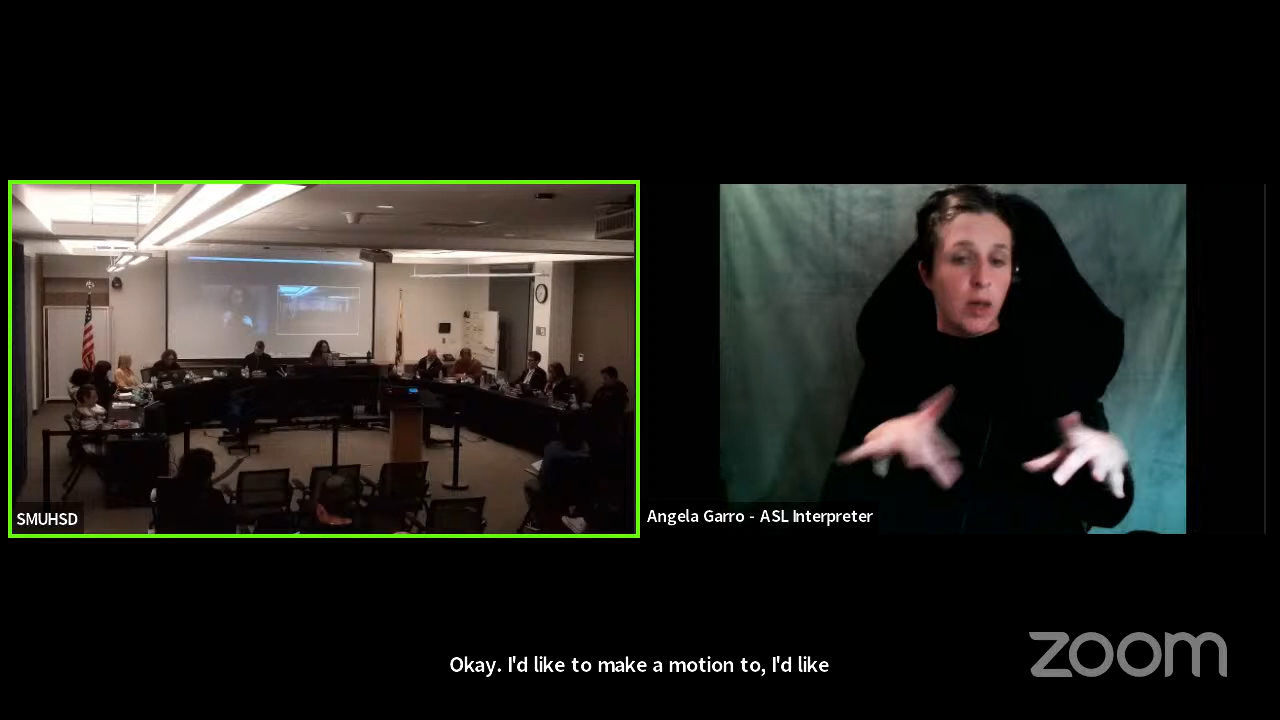 SMUHSD
Angela Garro - ASL Interpreter
Okay. I'd like to make a motion to, I'd like
zoom